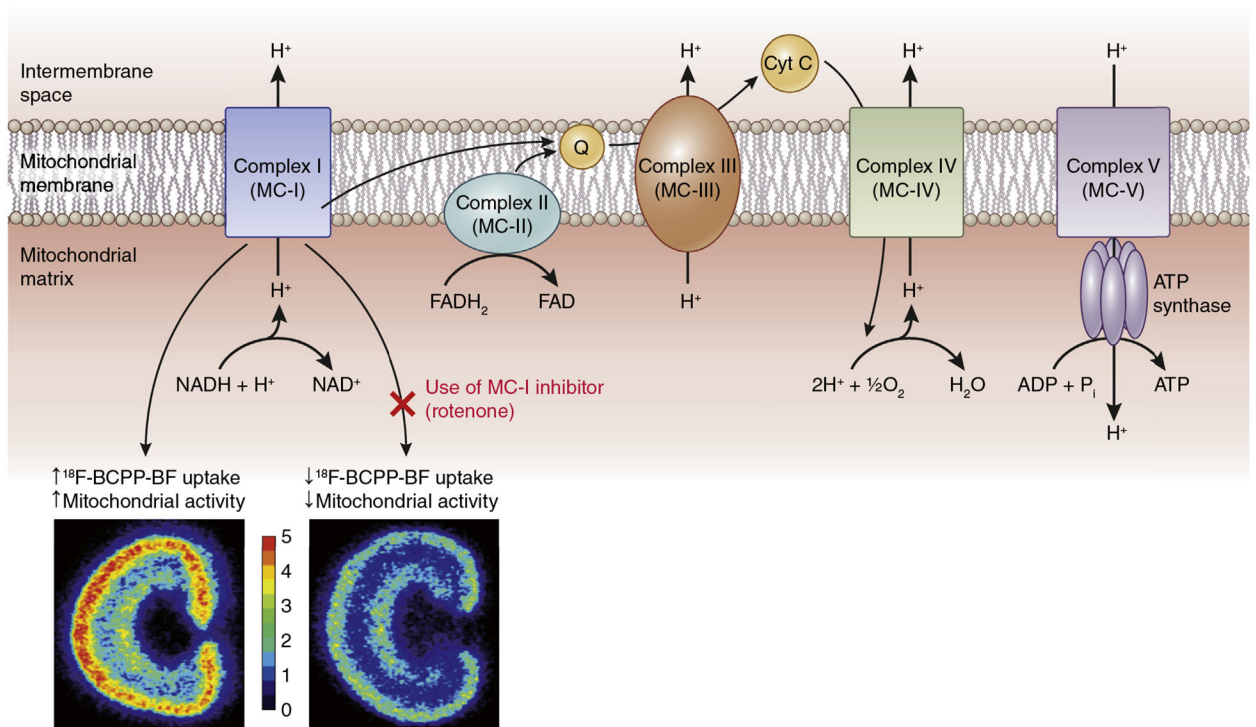 H⁺
H⁺
Cyt C
H⁺
H⁺
Intermembrane
space
Mitochondrial
membrane
Complex I
(MC-I)
Q
Complex II
(MC-II)
Complex III
(MC-III)
Complex IV
(MC-IV)
Complex V
(MC-V)
Mitochondrial
matrix
H⁺
FADH₂
FAD
H⁺
H⁺
ATP
synthase
NADH + H⁺
NAD⁺
Use of MC-I inhibitor
(rotenone)
2H⁺ + ½O₂
H₂O
ADP + Pᵢ
ATP
H⁺
↑¹⁸F-BCPP-BF uptake
↑Mitochondrial activity
↓¹⁸F-BCPP-BF uptake
↓Mitochondrial activity
5
4
3
2
1
0